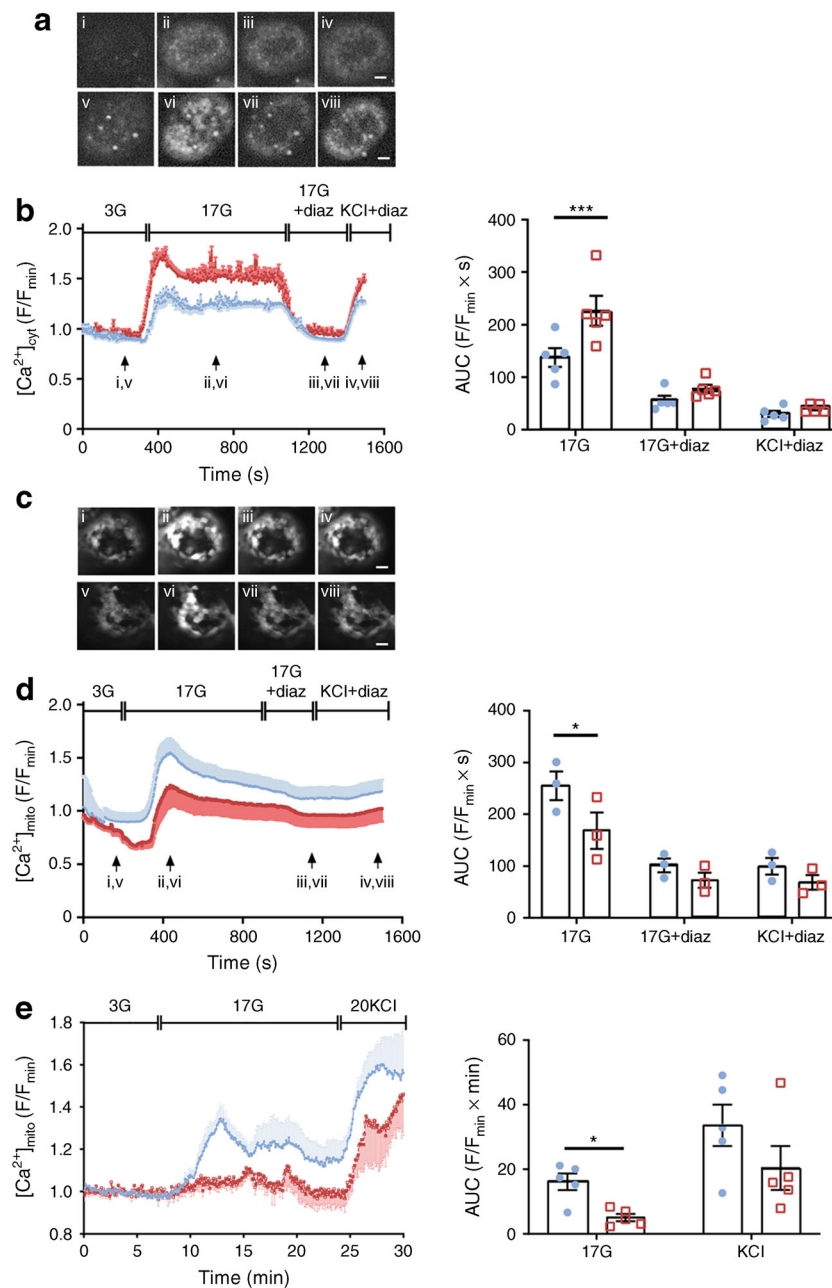 a
i ii iii iv
v vi vii viii
b
3G 17G 17G +diaz KCl+diaz
[Ca2+]cyt (F/Fmin)
2.0
1.5
1.0
0.5
0
i,v ii,vi iii,vii iv,viii
0 400 800 1200 1600
Time (s)
***
AUC (F/Fmin × s)
400
300
200
100
0
17G 17G+diaz KCl+diaz
c
i ii iii iv
v vi vii viii
d
3G 17G 17G +diaz KCl+diaz
[Ca2+]mito (F/Fmin)
2.0
1.5
1.0
0.5
0
i,v ii,vi iii,vii iv,viii
0 400 800 1200 1600
Time (s)
*
AUC (F/Fmin × s)
400
300
200
100
0
17G 17G+diaz KCl+diaz
e
3G 17G 20KCl
[Ca2+]mito (F/Fmin)
1.8
1.6
1.4
1.2
1.0
0.8
0 5 10 15 20 25 30
Time (min)
*
AUC (F/Fmin × min)
60
40
20
0
17G KCl